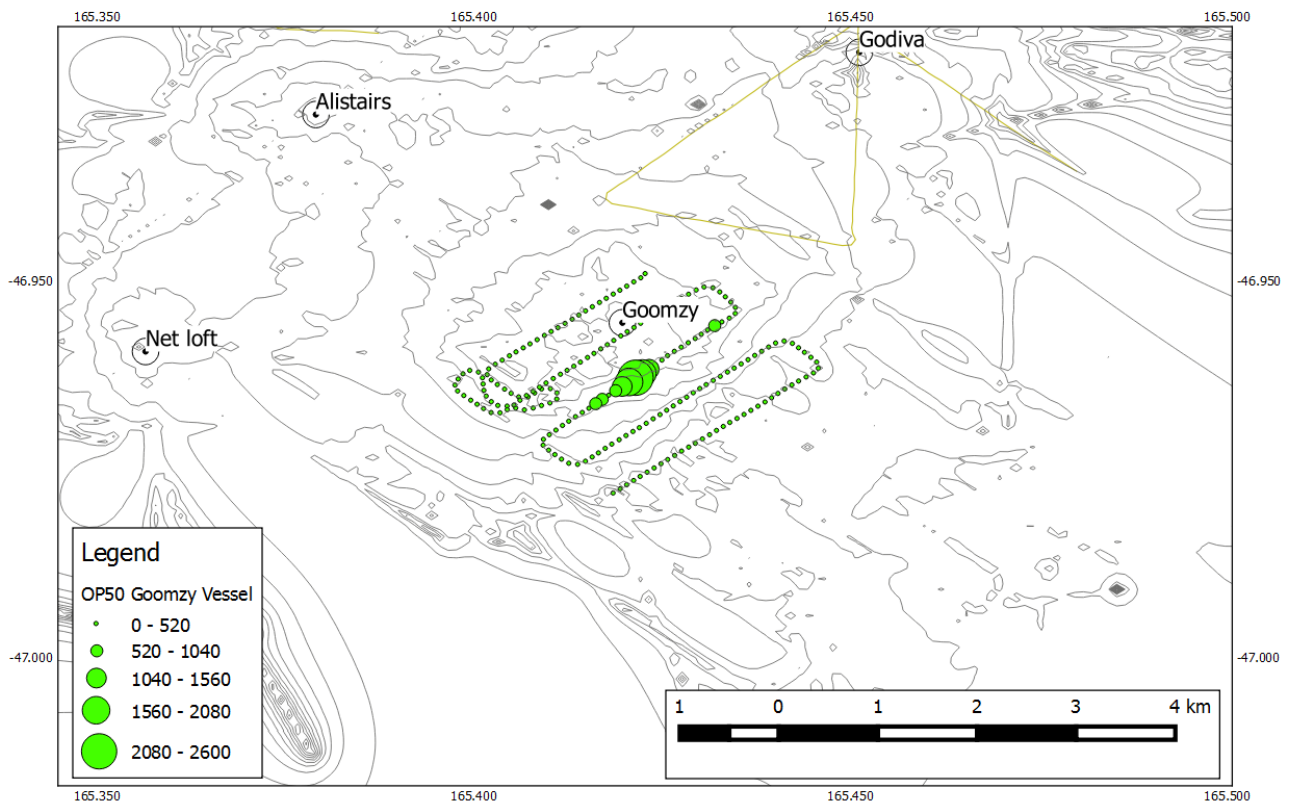 165.350 165.400 165.450 165.500
Godiva
Alistairs
-46.950 -46.950
Goomzy
Net loft
Legend
OP50 Goomzy Vessel
0 - 520
520 - 1040
1040 - 1560
1560 - 2080
2080 - 2600
-47.000 -47.000
1 0 1 2 3 4 km
165.350 165.400 165.450 165.500